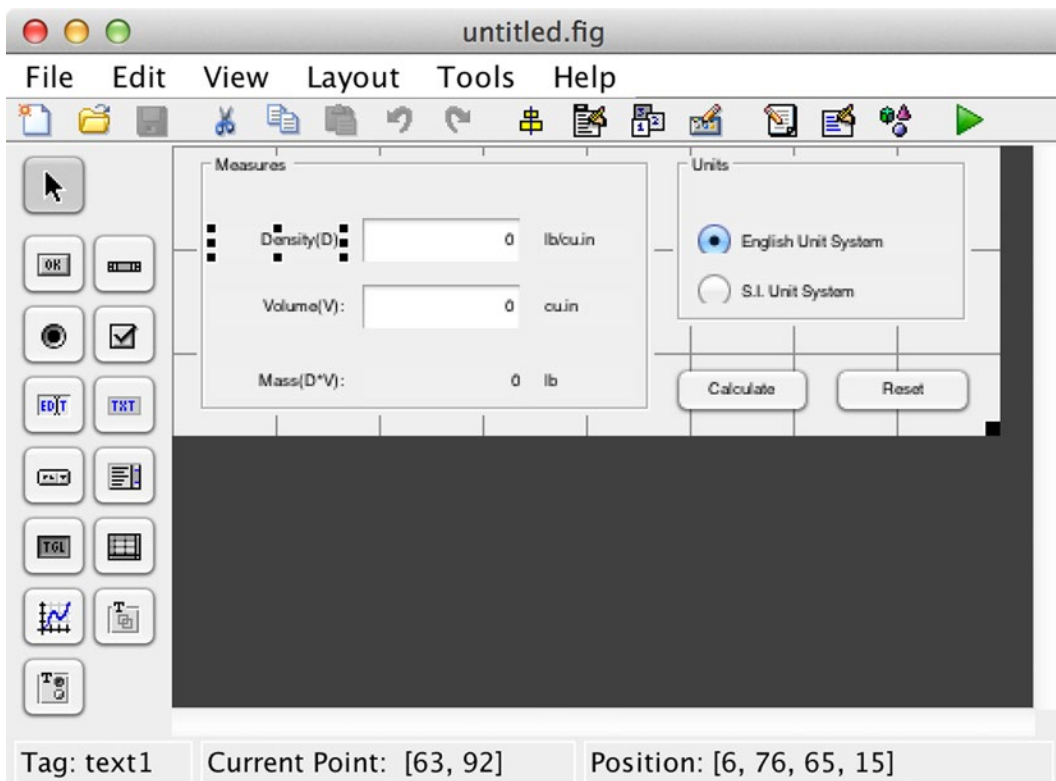 untitled.fig
File Edit View Layout Tools Help
Measures
Units
Density(D):
0
lb/cu.in
English Unit System
Volume(V):
0
cu.in
S.I. Unit System
Mass(D*V):
0
lb
Calculate
Reset
OK
EDIT
TXT
TGL
T
T
Tag: text1
Current Point: [63, 92]
Position: [6, 76, 65, 15]